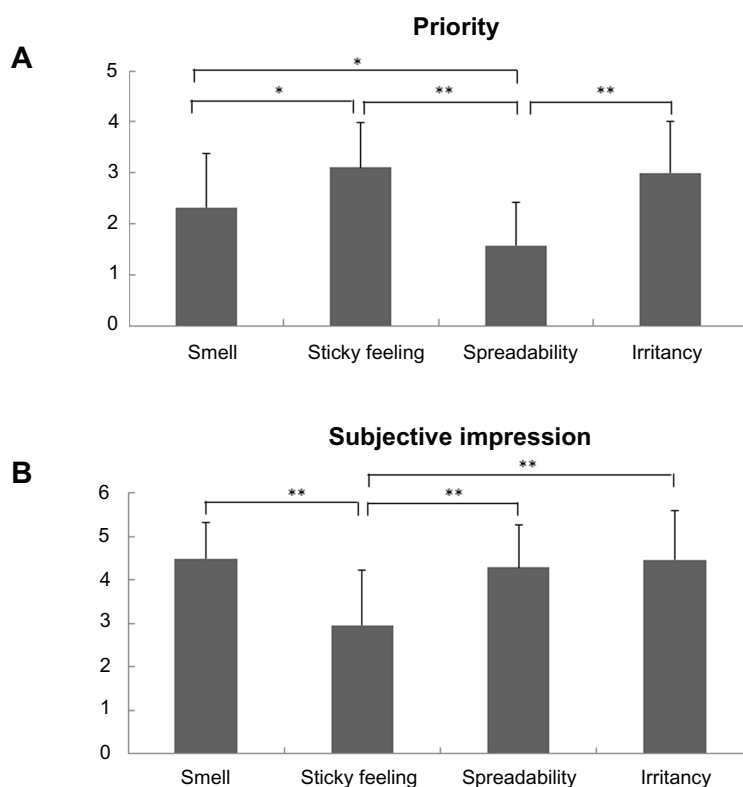 Priority
A
5
4
3
2
1
0
*
*
**
**
Smell
Sticky feeling
Spreadability
Irritancy
Subjective impression
B
6
5
4
3
2
1
0
**
**
**
Smell
Sticky feeling
Spreadability
Irritancy